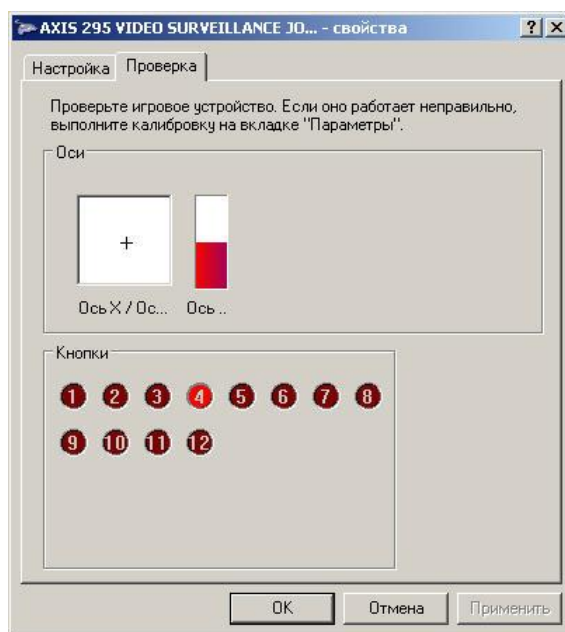 AXIS 295 VIDEO SURVEILLANCE JO... - свойства
Настройка Проверка
Проверьте игровое устройство. Если оно работает неправильно,
выполните калибровку на вкладке "Параметры".
Оси
Ось X / Ос... Ось ..
Кнопки
1 2 3 4 5 6 7 8
9 10 11 12
OK Отмена Применить